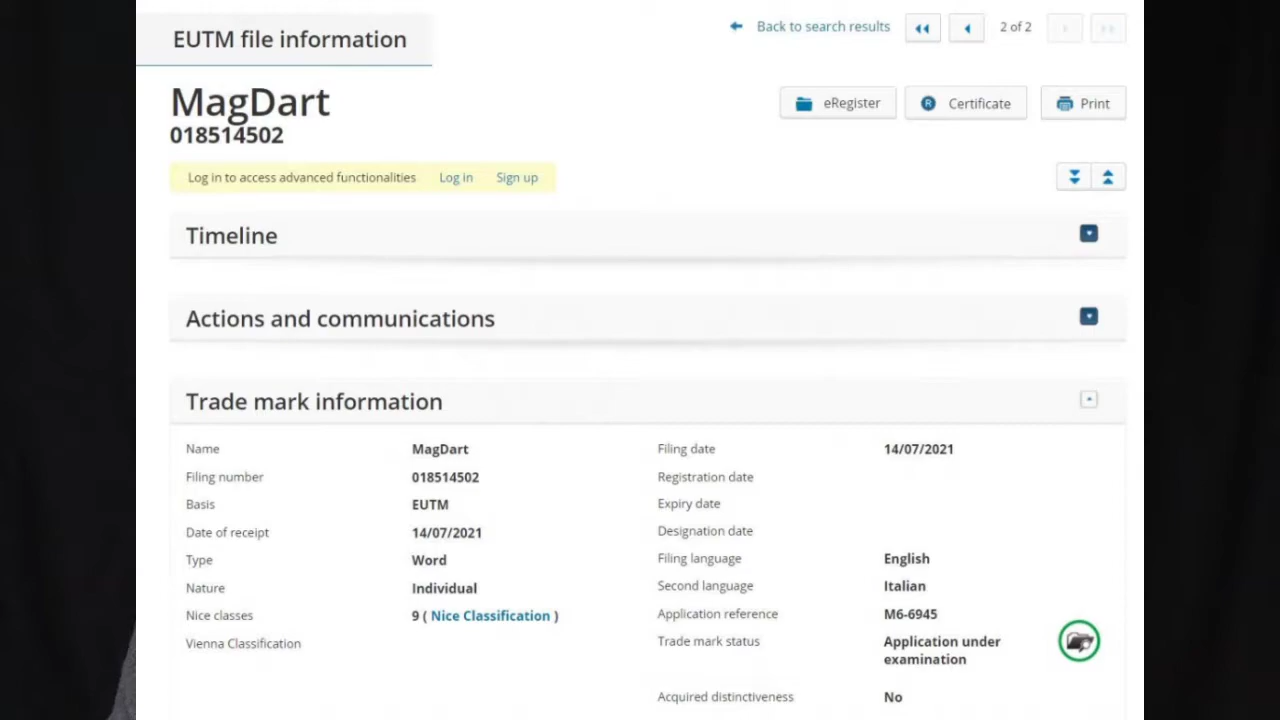 EUTM file information
Back to search results
2 of 2
MagDart
018514502
eRegister
R Certificate
Print
Log in to access advanced functionalities Log in Sign up
Timeline
Actions and communications
Trade mark information
Name MagDart
Filing number 018514502
Basis EUTM
Date of receipt 14/07/2021
Type Word
Nature Individual
Nice classes 9 ( Nice Classification )
Vienna Classification
Filing date 14/07/2021
Registration date
Expiry date
Designation date
Filing language English
Second language Italian
Application reference M6-6945
Trade mark status Application under
examination
Acquired distinctiveness No